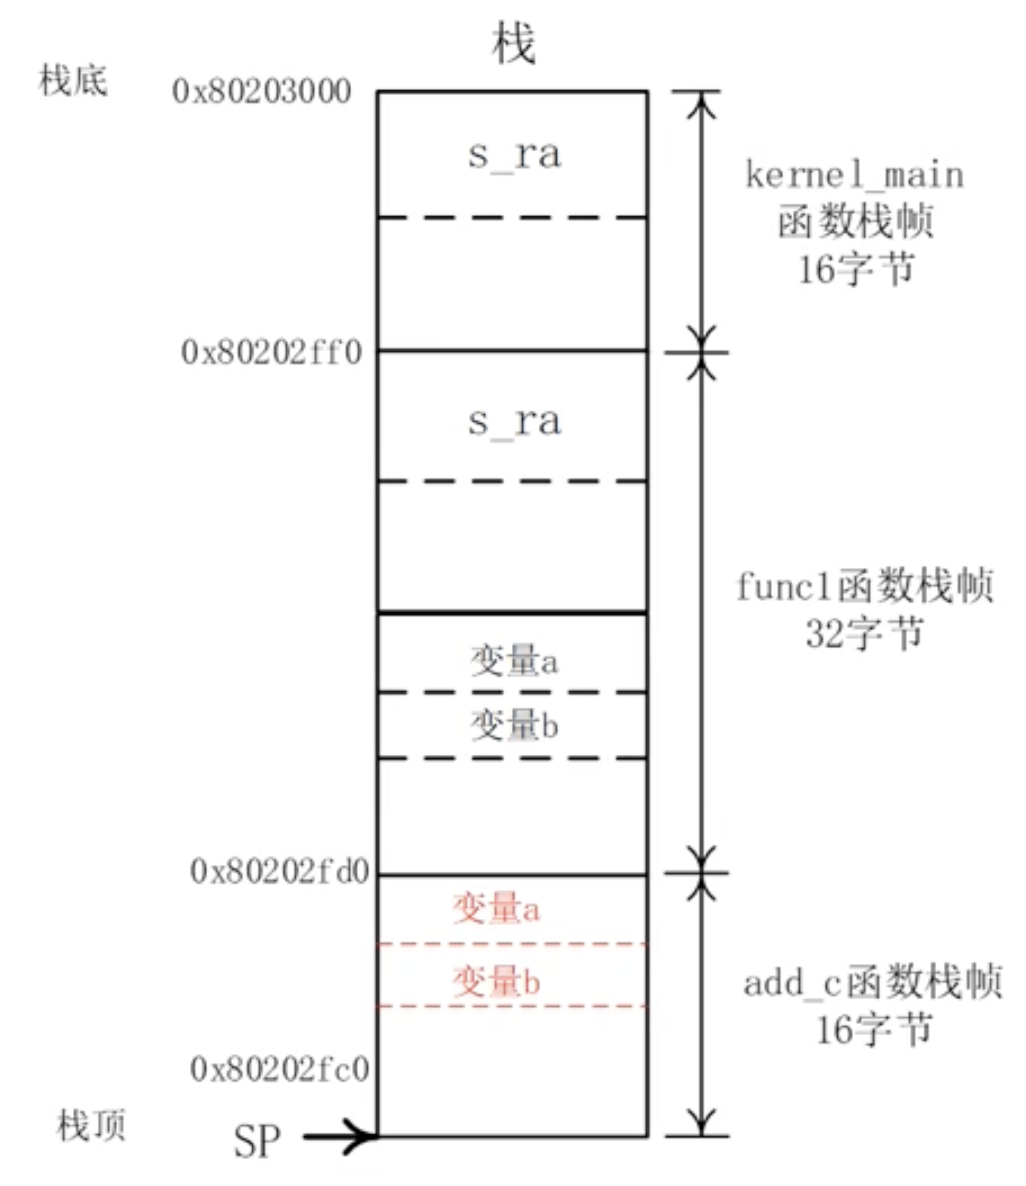 栈
栈底
0x80203000
s_ra
kernel_main
函数栈帧
16字节
0x80202ff0
s_ra
func1函数栈帧
32字节
变量a
变量b
0x80202fd0
变量a
变量b
add_c函数栈帧
16字节
0x80202fc0
栈顶
SP